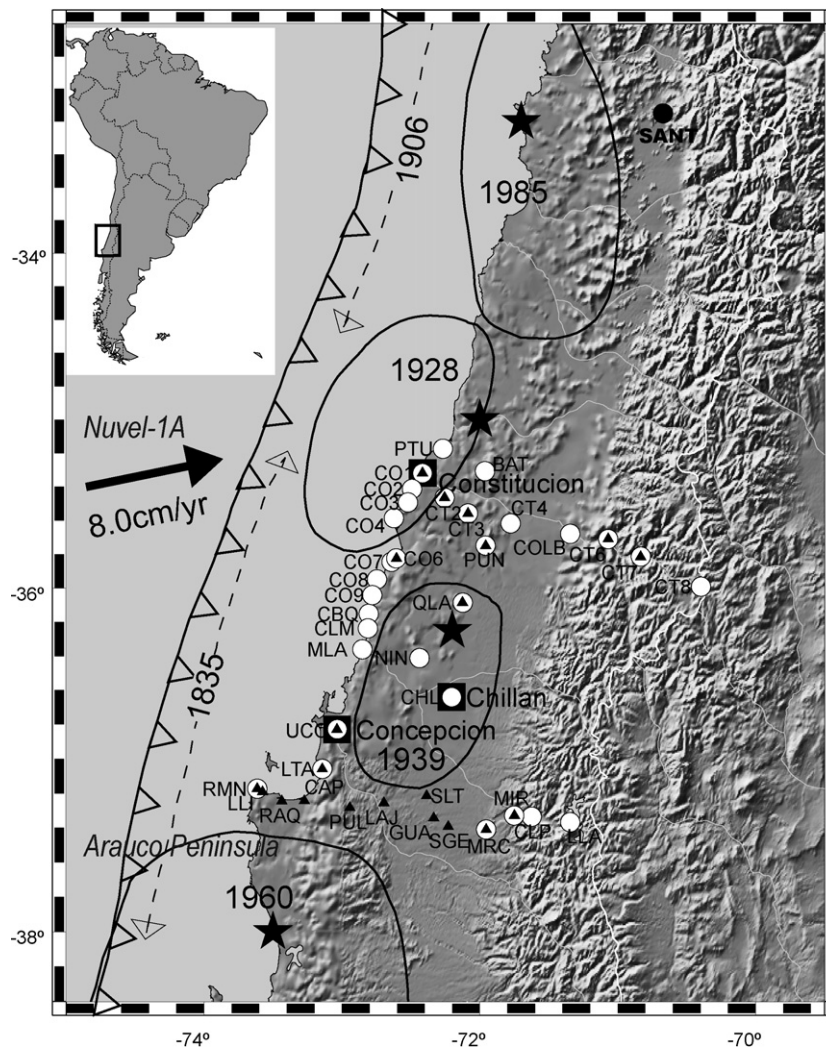 1906
SANT
1985
-34º
1928
Nuvel-1A
8.0cm/yr
PTU
BAT
CO1
Constitucion
CO2
CO3
CT2
CT4
CO4
CT3
COLB
PUN
CT6
CO7
CO6
CT7
CO8
CT8
-36º
CO9
QLA
CBQ
CLM
MLA
NIN
1835
CHL
Chillan
UCO
Concepcion
1939
LTA
RMN
CAP
SLT
MIR
RAQ
PUL
LAJ
GUA
SGE
CLP
LLA
MRC
Arauco Peninsula
1960
-38º
-74º
-72º
-70º